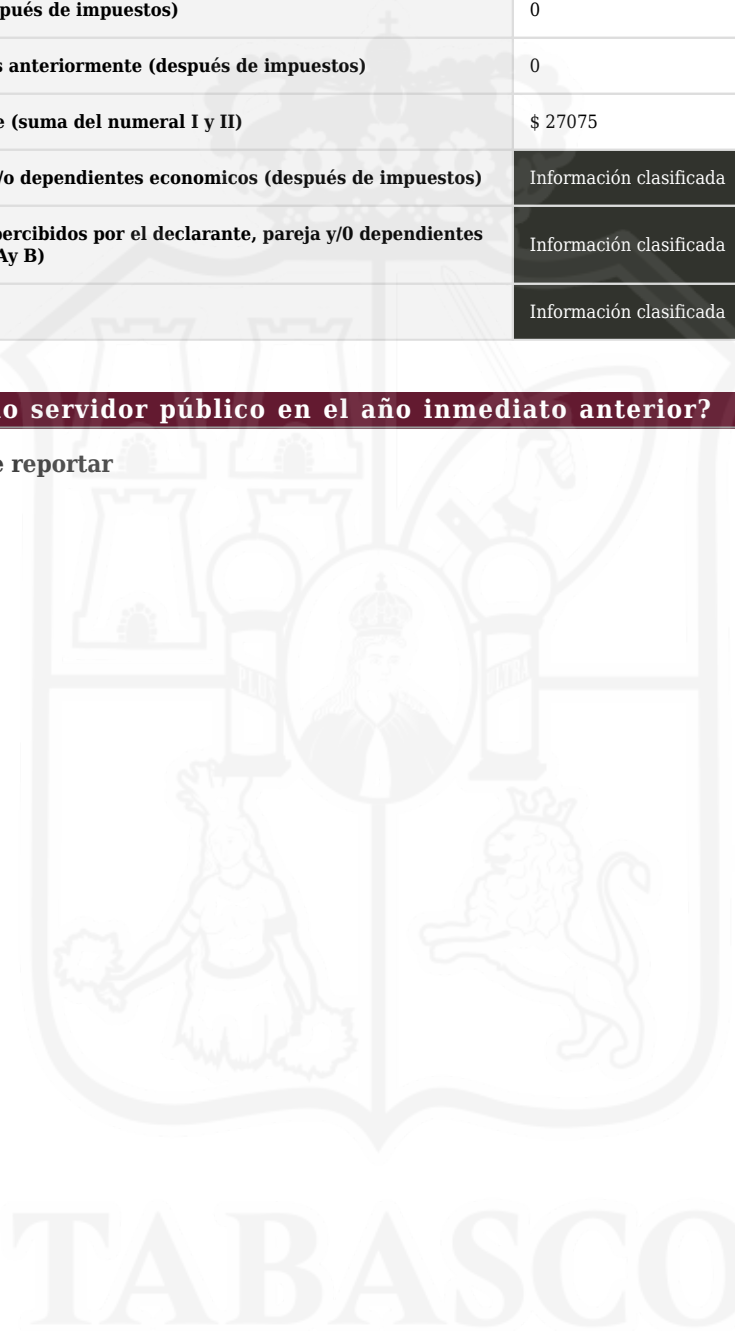 pués de impuestos)
0
s anteriormente (después de impuestos)
0
e (suma del numeral I y II)
$ 27075
/o dependientes economicos (después de impuestos)
Información clasificada
percibidos por el declarante, pareja y/0 dependientes
Ay B)
Información clasificada
Información clasificada
o servidor público en el año inmediato anterior?
e reportar
PLUS
ULTRA
TABASCO